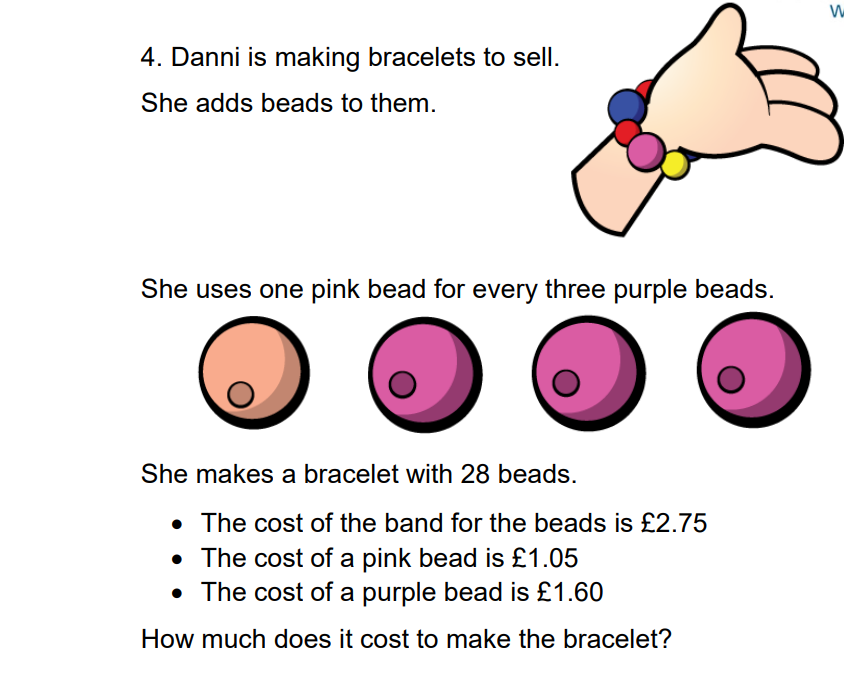 4. Danni is making bracelets to sell.
She adds beads to them.
She uses one pink bead for every three purple beads.
She makes a bracelet with 28 beads.
• The cost of the band for the beads is £2.75
• The cost of a pink bead is £1.05
• The cost of a purple bead is £1.60
How much does it cost to make the bracelet?